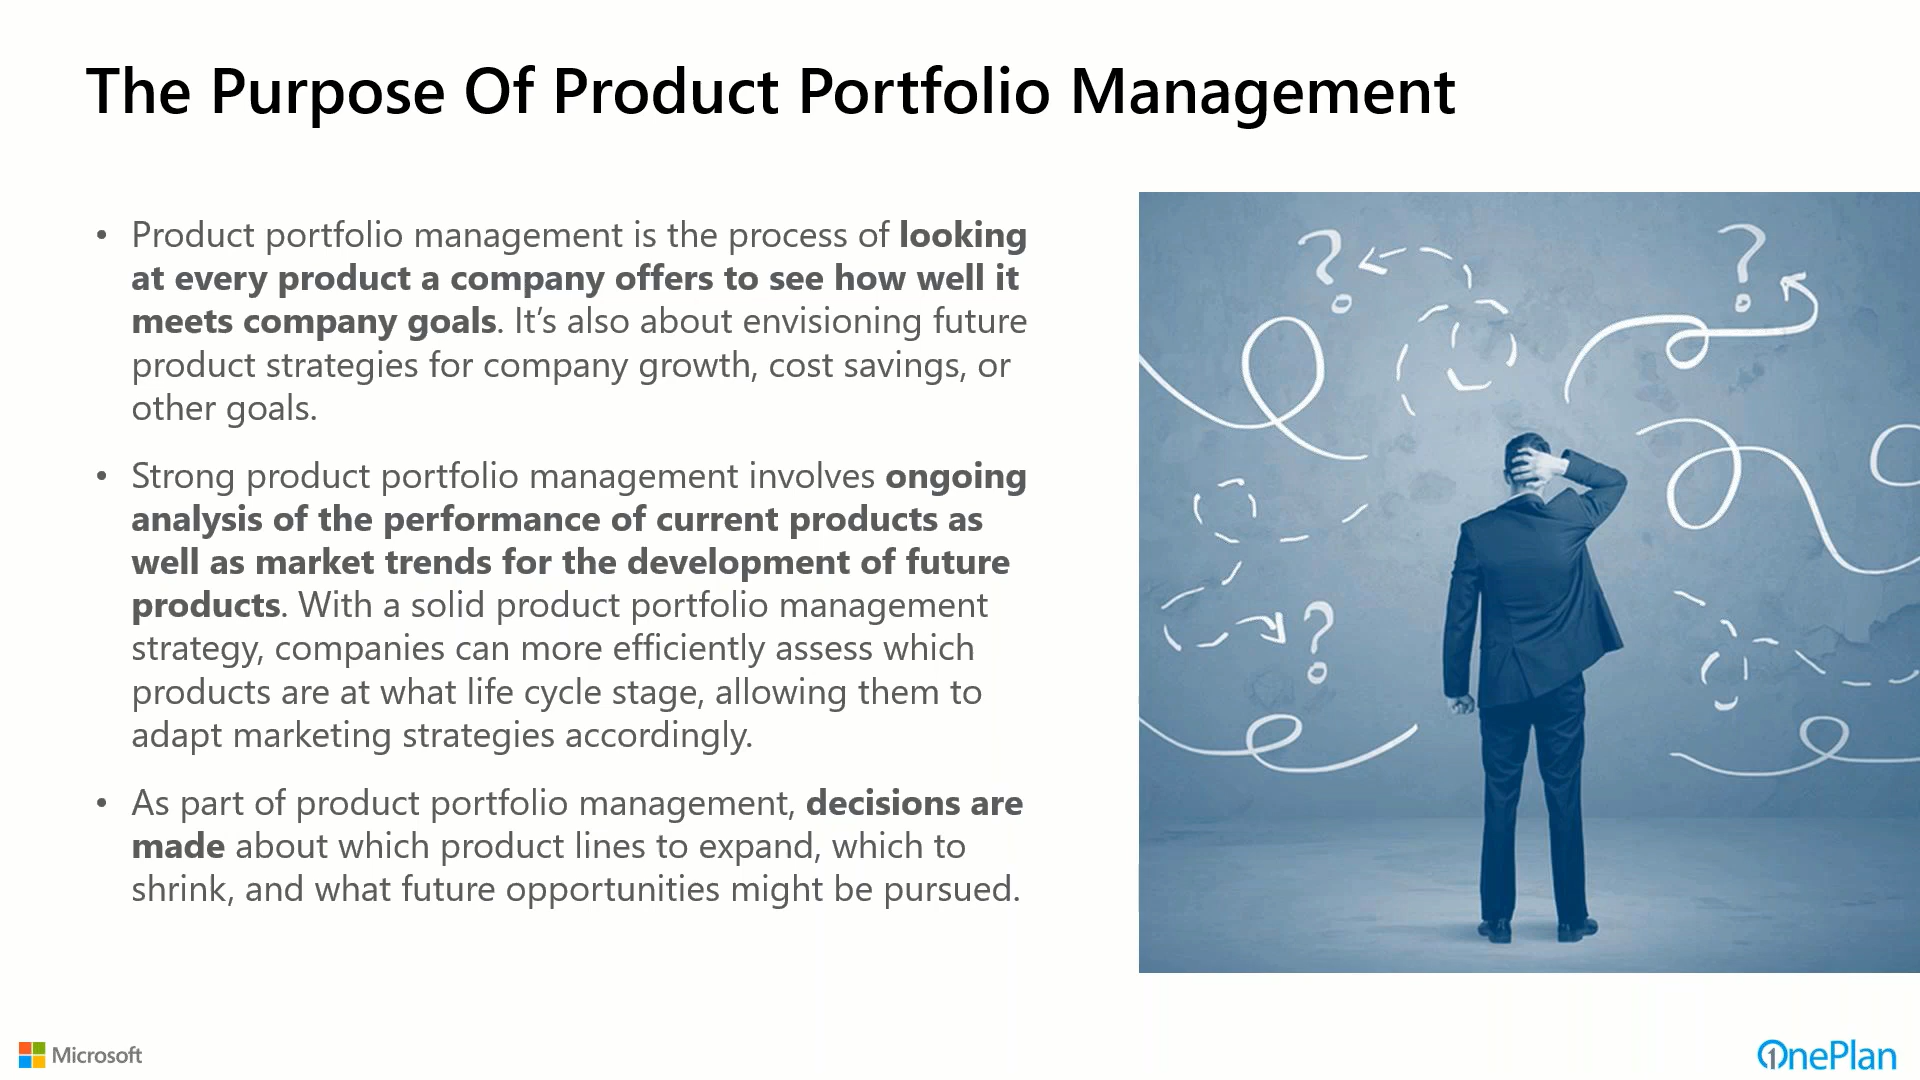 The Purpose Of Product Portfolio Management
• Product portfolio management is the process of looking
at every product a company offers to see how well it
meets company goals. It’s also about envisioning future
product strategies for company growth, cost savings, or
other goals.
• Strong product portfolio management involves ongoing
analysis of the performance of current products as
well as market trends for the development of future
products. With a solid product portfolio management
strategy, companies can more efficiently assess which
products are at what life cycle stage, allowing them to
adapt marketing strategies accordingly.
• As part of product portfolio management, decisions are
made about which product lines to expand, which to
shrink, and what future opportunities might be pursued.
?
?
?
Microsoft
OnePlan